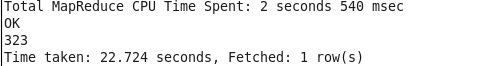 Total MapReduce CPU Time Spent: 2 seconds 540 msec
OK
323
Time taken: 22.724 seconds, Fetched: 1 row(s)